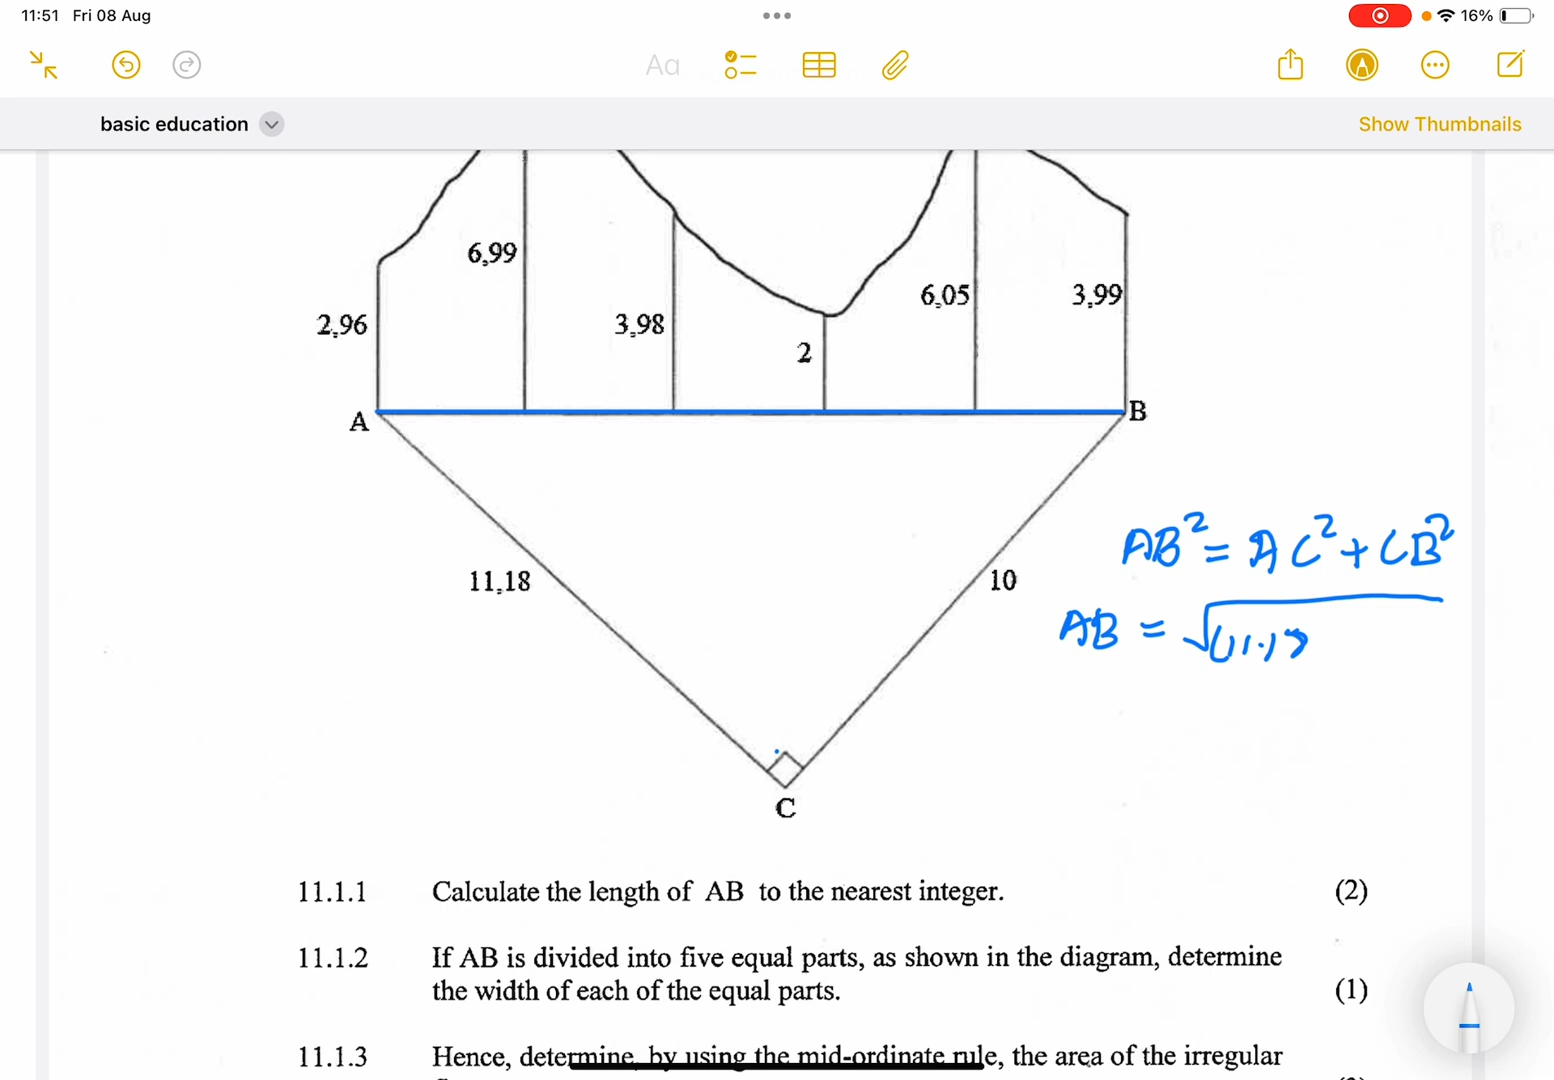 11:51 Fri 08 Aug
16%
Aa
basic education
Show Thumbnails
6,99
2,96
3,98
2
6,05
3,99
A
B
11,18
10
AB² = AC² + CB²
AB = √(11.18
C
11.1.1 Calculate the length of AB to the nearest integer. (2)
11.1.2 If AB is divided into five equal parts, as shown in the diagram, determine
the width of each of the equal parts. (1)
11.1.3 Hence, determine, by using the mid-ordinate rule, the area of the irregular